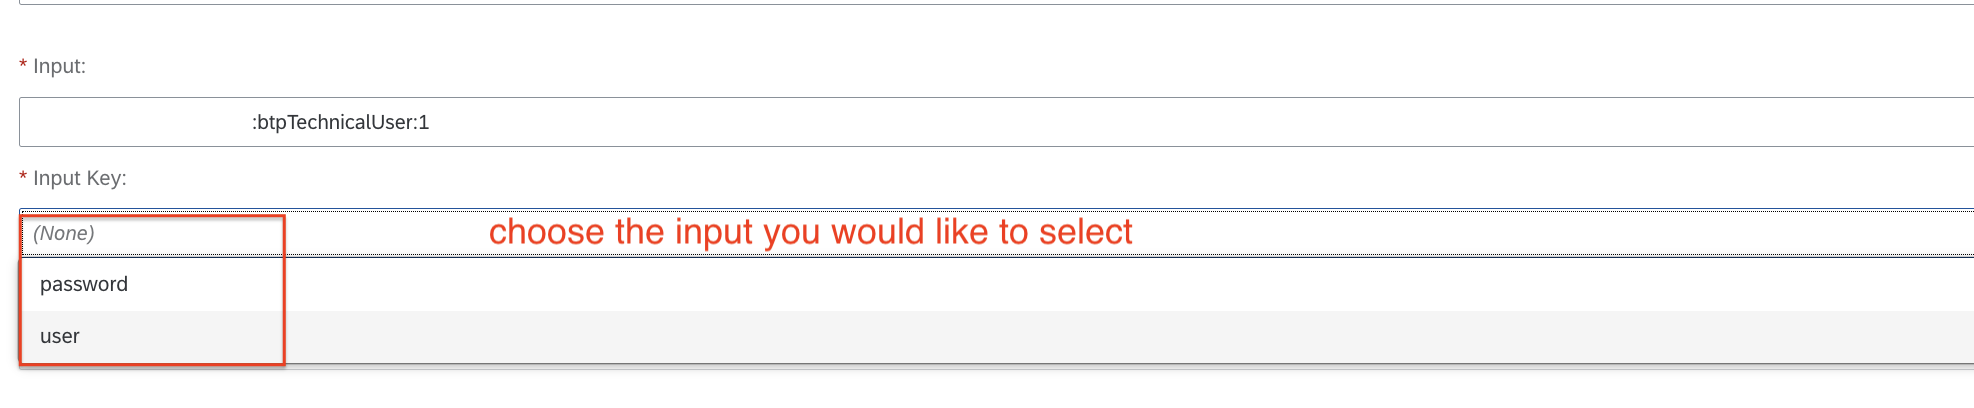 * Input:
:btpTechnicalUser:1
* Input Key:
(None)
choose the input you would like to select
password
user